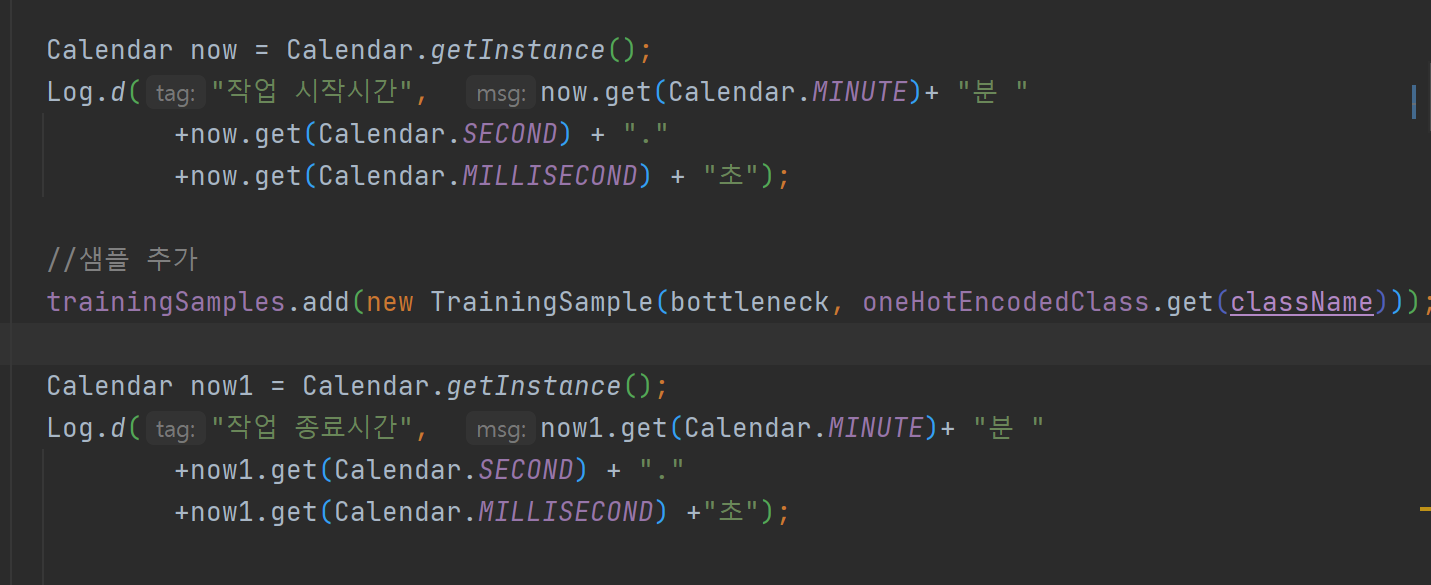 Calendar now = Calendar.getInstance();
Log.d( tag: "작업 시작시간",  msg: now.get(Calendar.MINUTE)+ "분 "
+now.get(Calendar.SECOND) + "."
+now.get(Calendar.MILLISECOND) + "초");
//샘플 추가
trainingSamples.add(new TrainingSample(bottleneck, oneHotEncodedClass.get(className)));
Calendar now1 = Calendar.getInstance();
Log.d( tag: "작업 종료시간",  msg: now1.get(Calendar.MINUTE)+ "분 "
+now1.get(Calendar.SECOND) + "."
+now1.get(Calendar.MILLISECOND) +"초");